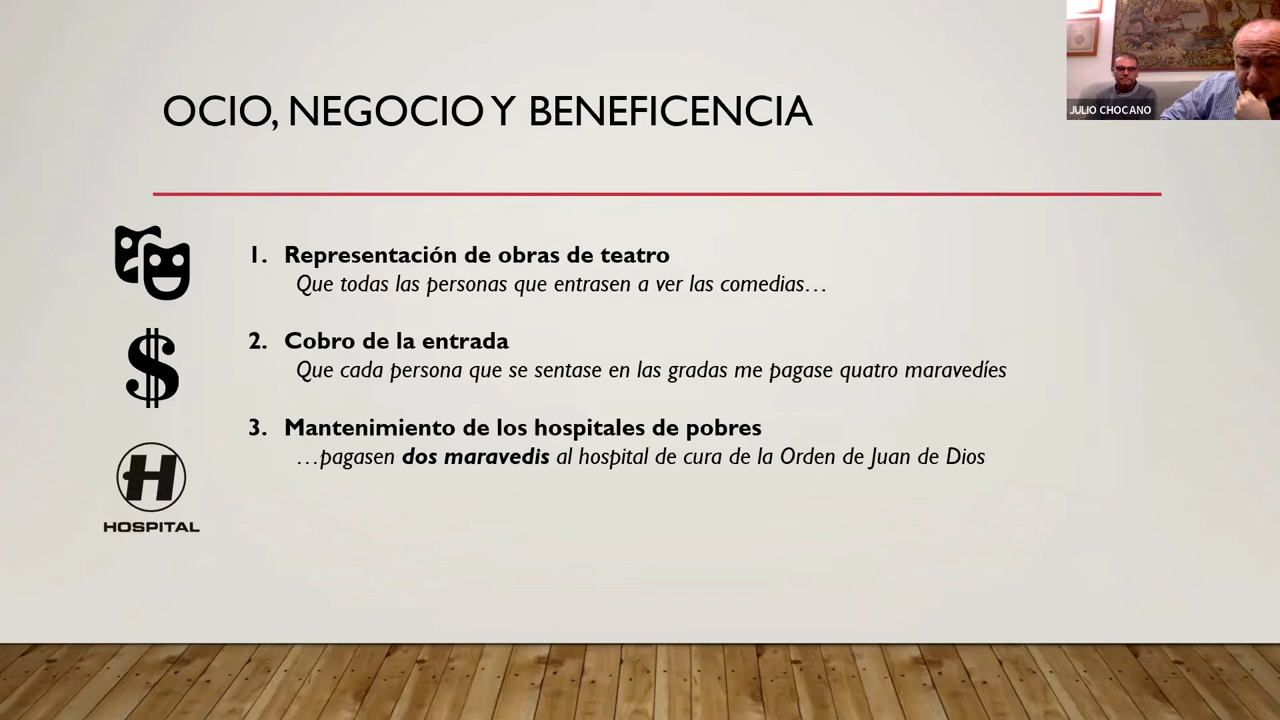 OCIO, NEGOCIO Y BENEFICENCIA
JULIO CHOCANO
1. Representación de obras de teatro
Que todas las personas que entrasen a ver las comedias…
$
2. Cobro de la entrada
Que cada persona que se sentase en las gradas me pagase quatro maravedíes
3. Mantenimiento de los hospitales de pobres
…pagasen dos maravedis al hospital de cura de la Orden de Juan de Dios
H
HOSPITAL